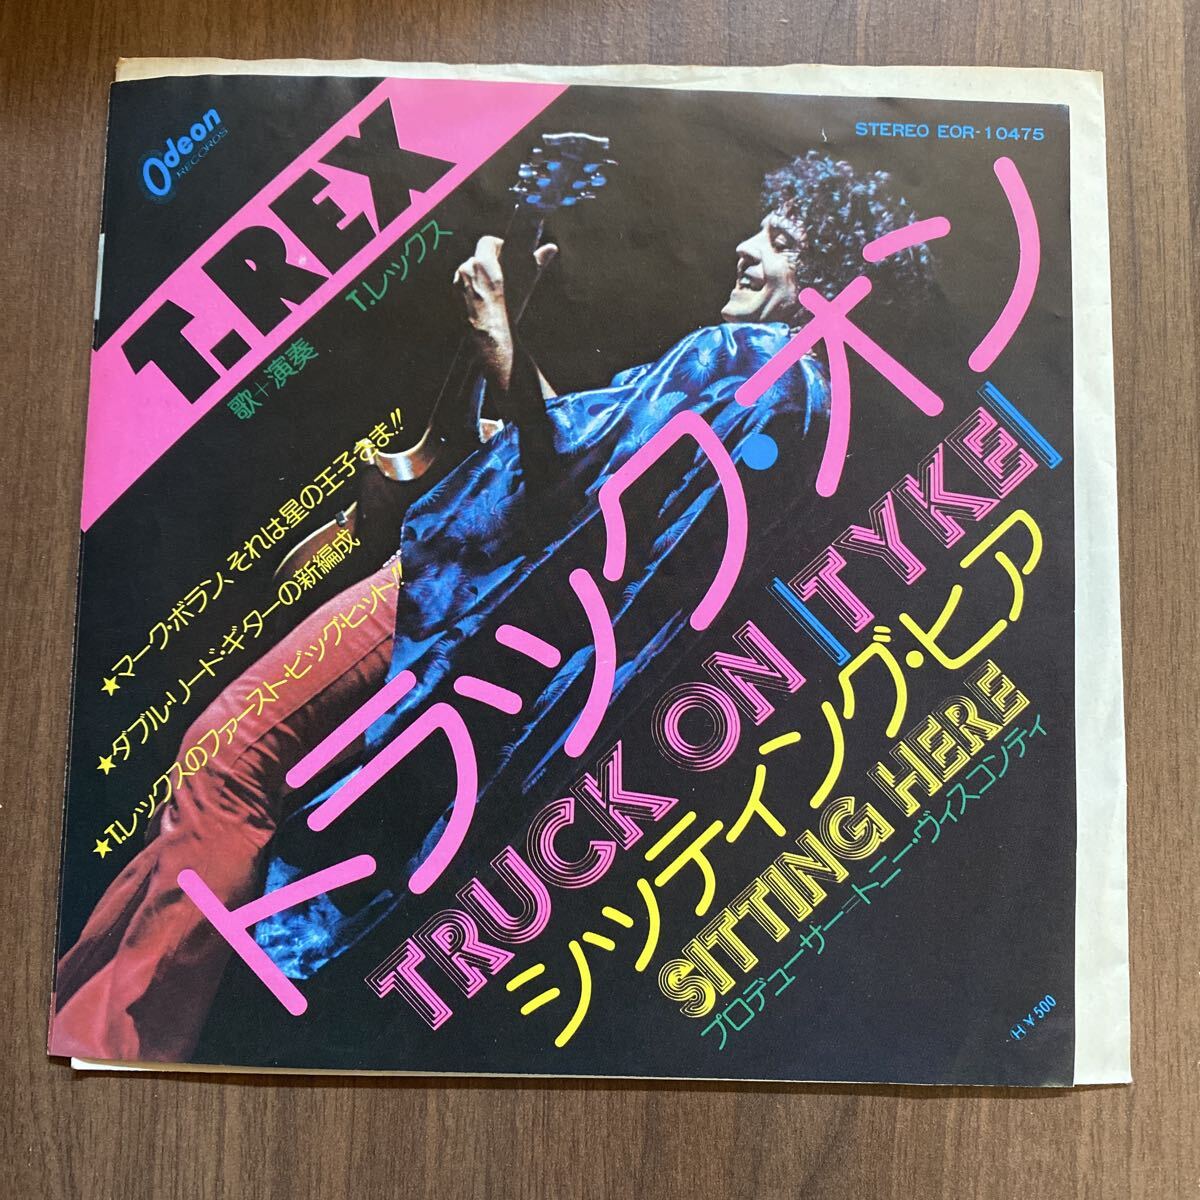 Odeon
RECORDS
STEREO EOR-10475
T.REX
歌+演奏 T.レックス
★マーク・ボラン、それは星の王子さま!!
★ダブル・リード・ギターの新編成
★T.レックスのファースト・ビッグ・ヒット!!
トラック・オン
TRUCK ON (TYKE)
シッティング・ヒア
SITTING HERE
プロデューサー=トニー・ヴィスコンティ
(H) ¥500